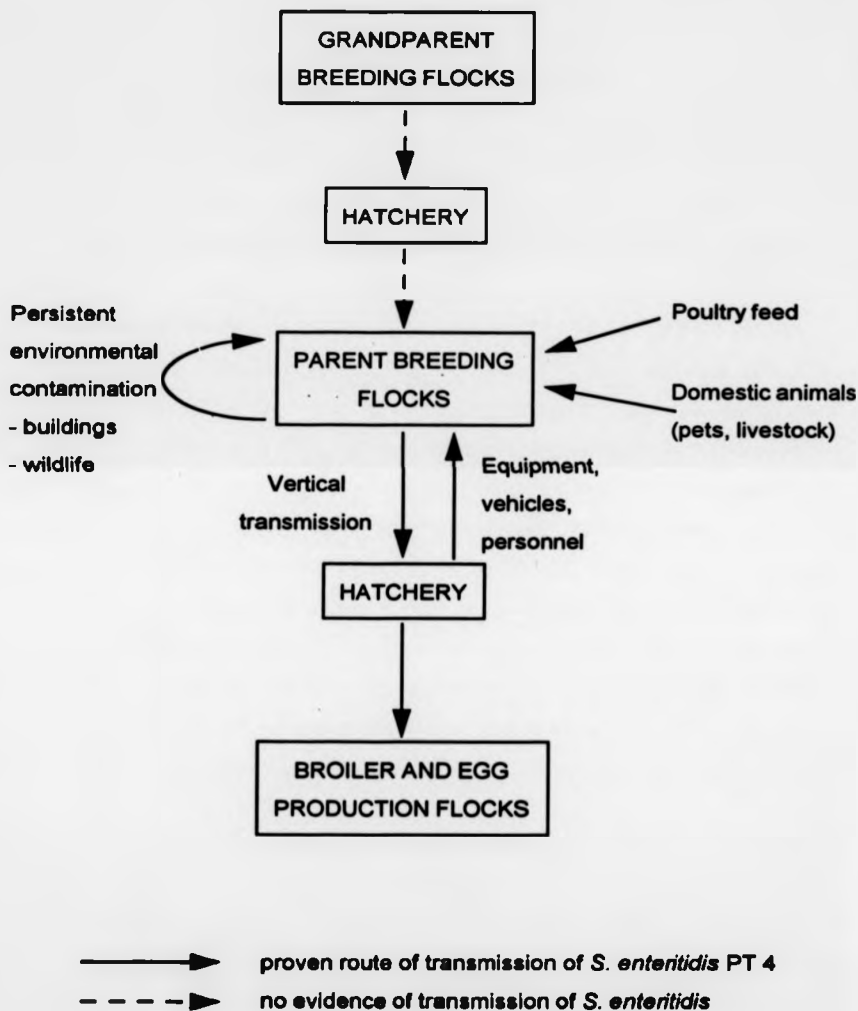 GRANDPARENT
BREEDING FLOCKS
HATCHERY
Persistent
environmental
contamination
- buildings
- wildlife
PARENT BREEDING
FLOCKS
Poultry feed
Domestic animals
(pets, livestock)
Vertical
transmission
Equipment,
vehicles,
personnel
HATCHERY
BROILER AND EGG
PRODUCTION FLOCKS
proven route of transmission of S. enteritidis PT 4
no evidence of transmission of S. enteritidis